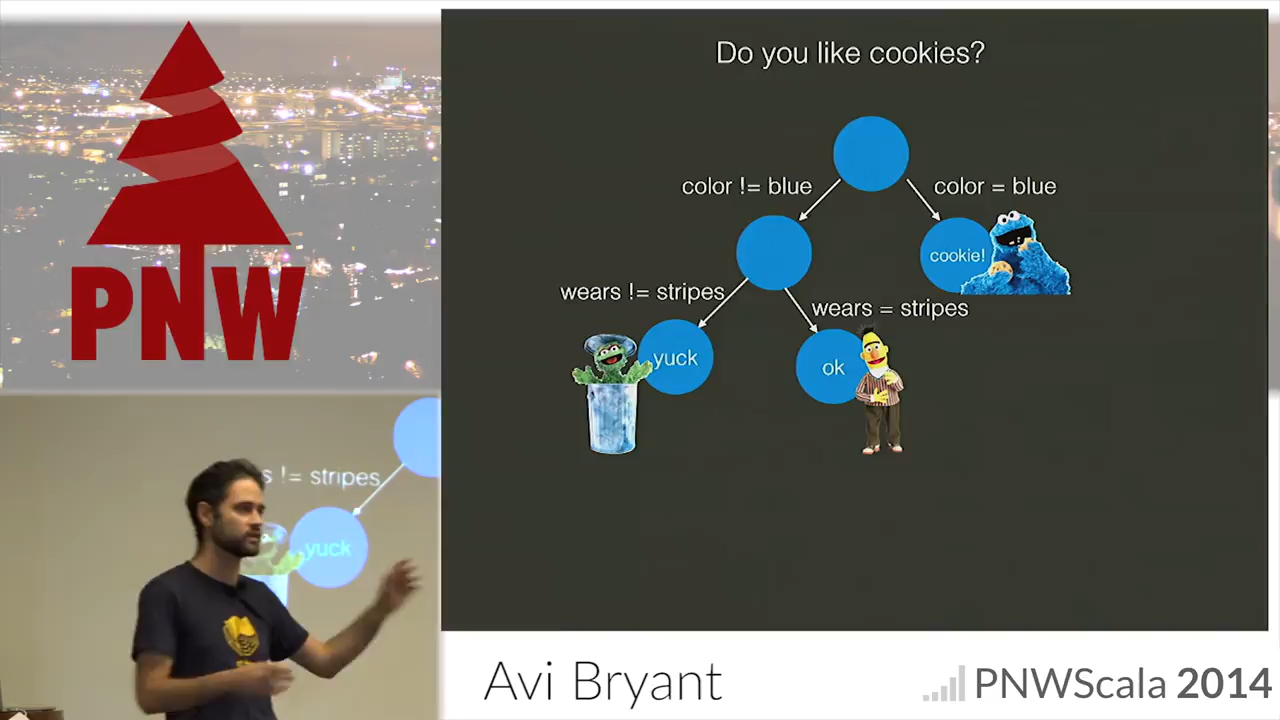 PNW
Do you like cookies?
color != blue
color = blue
cookie!
wears != stripes
wears = stripes
yuck
ok
s != stripes
yuck
Avi Bryant
PNWScala 2014